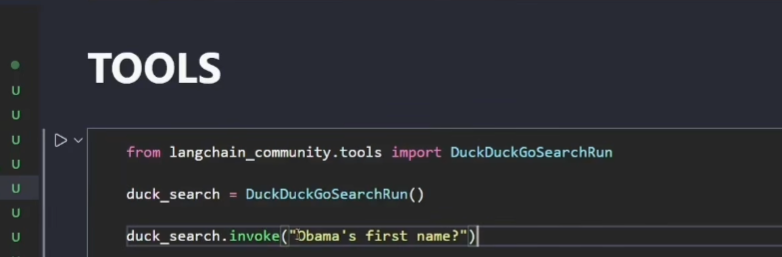 TOOLS
U
U
U
from langchain_community.tools import DuckDuckGoSearchRun
U
duck_search = DuckDuckGoSearchRun()
U
U
duck_search.invoke("Obama's first name?")
U